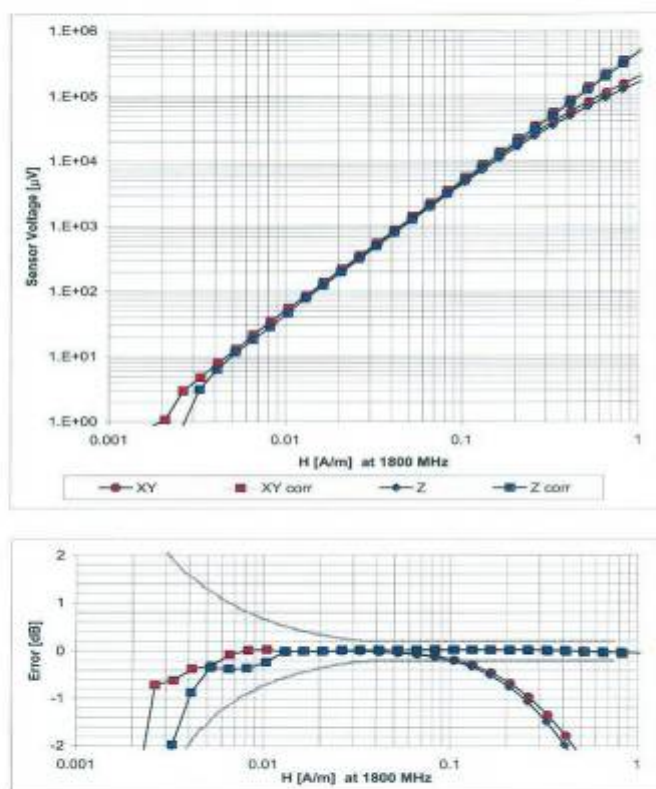 1.E+06
1.E+05
1.E+04
1.E+03
1.E+02
1.E+01
1.E+00
Sensor Voltage [µV]
0.001 0.01 0.1 1
H [A/m] at 1800 MHz
XY XY corr Z Z corr
2
1
0
-1
-2
Error [dB]
0.001 0.01 0.1 1
H [A/m] at 1800 MHz